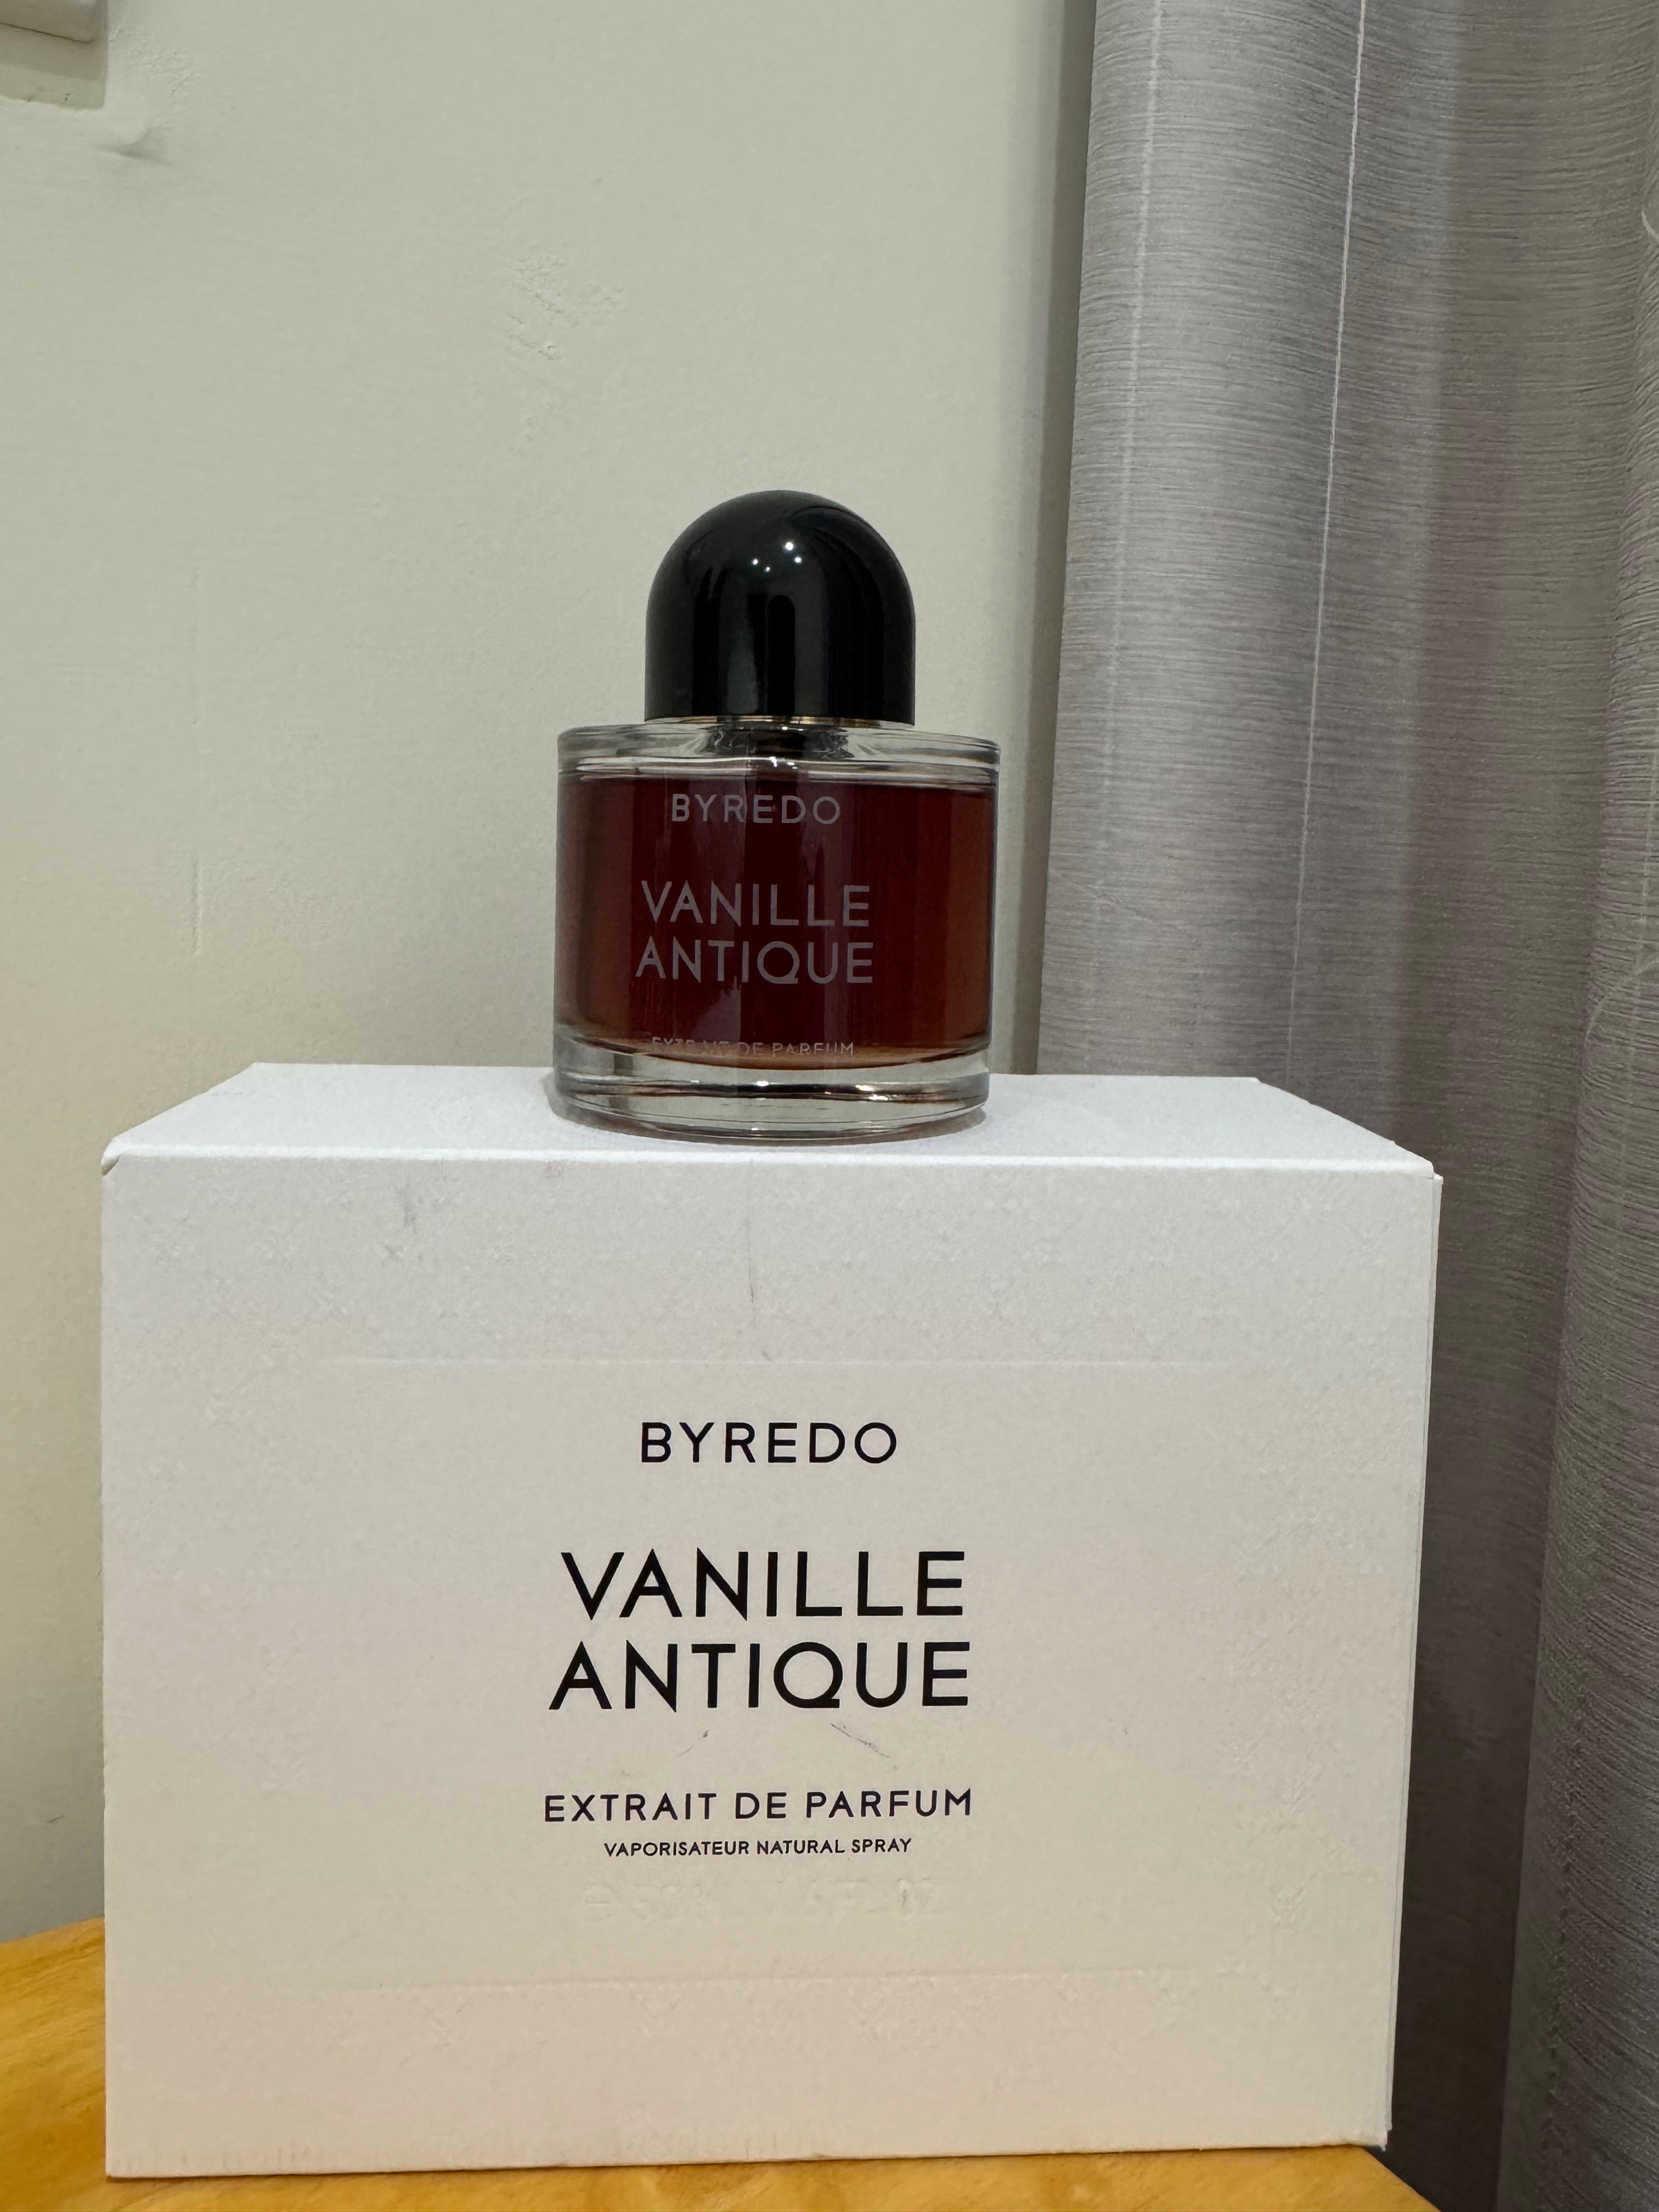 BYREDO
VANILLE
ANTIQUE
EXTRAIT DE PARFUM
BYREDO
VANILLE
ANTIQUE
EXTRAIT DE PARFUM
VAPORISATEUR NATURAL SPRAY